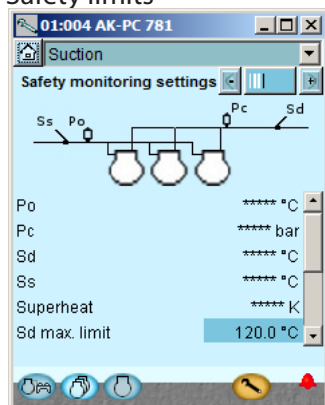 Safety limits
01:004 AK-PC 781
Suction
Safety monitoring settings
Pc Sd
Ss Po
Po ***** °C
Pc ***** bar
Sd ***** °C
Ss ***** °C
Superheat ***** K
Sd max. limit 120.0 °C